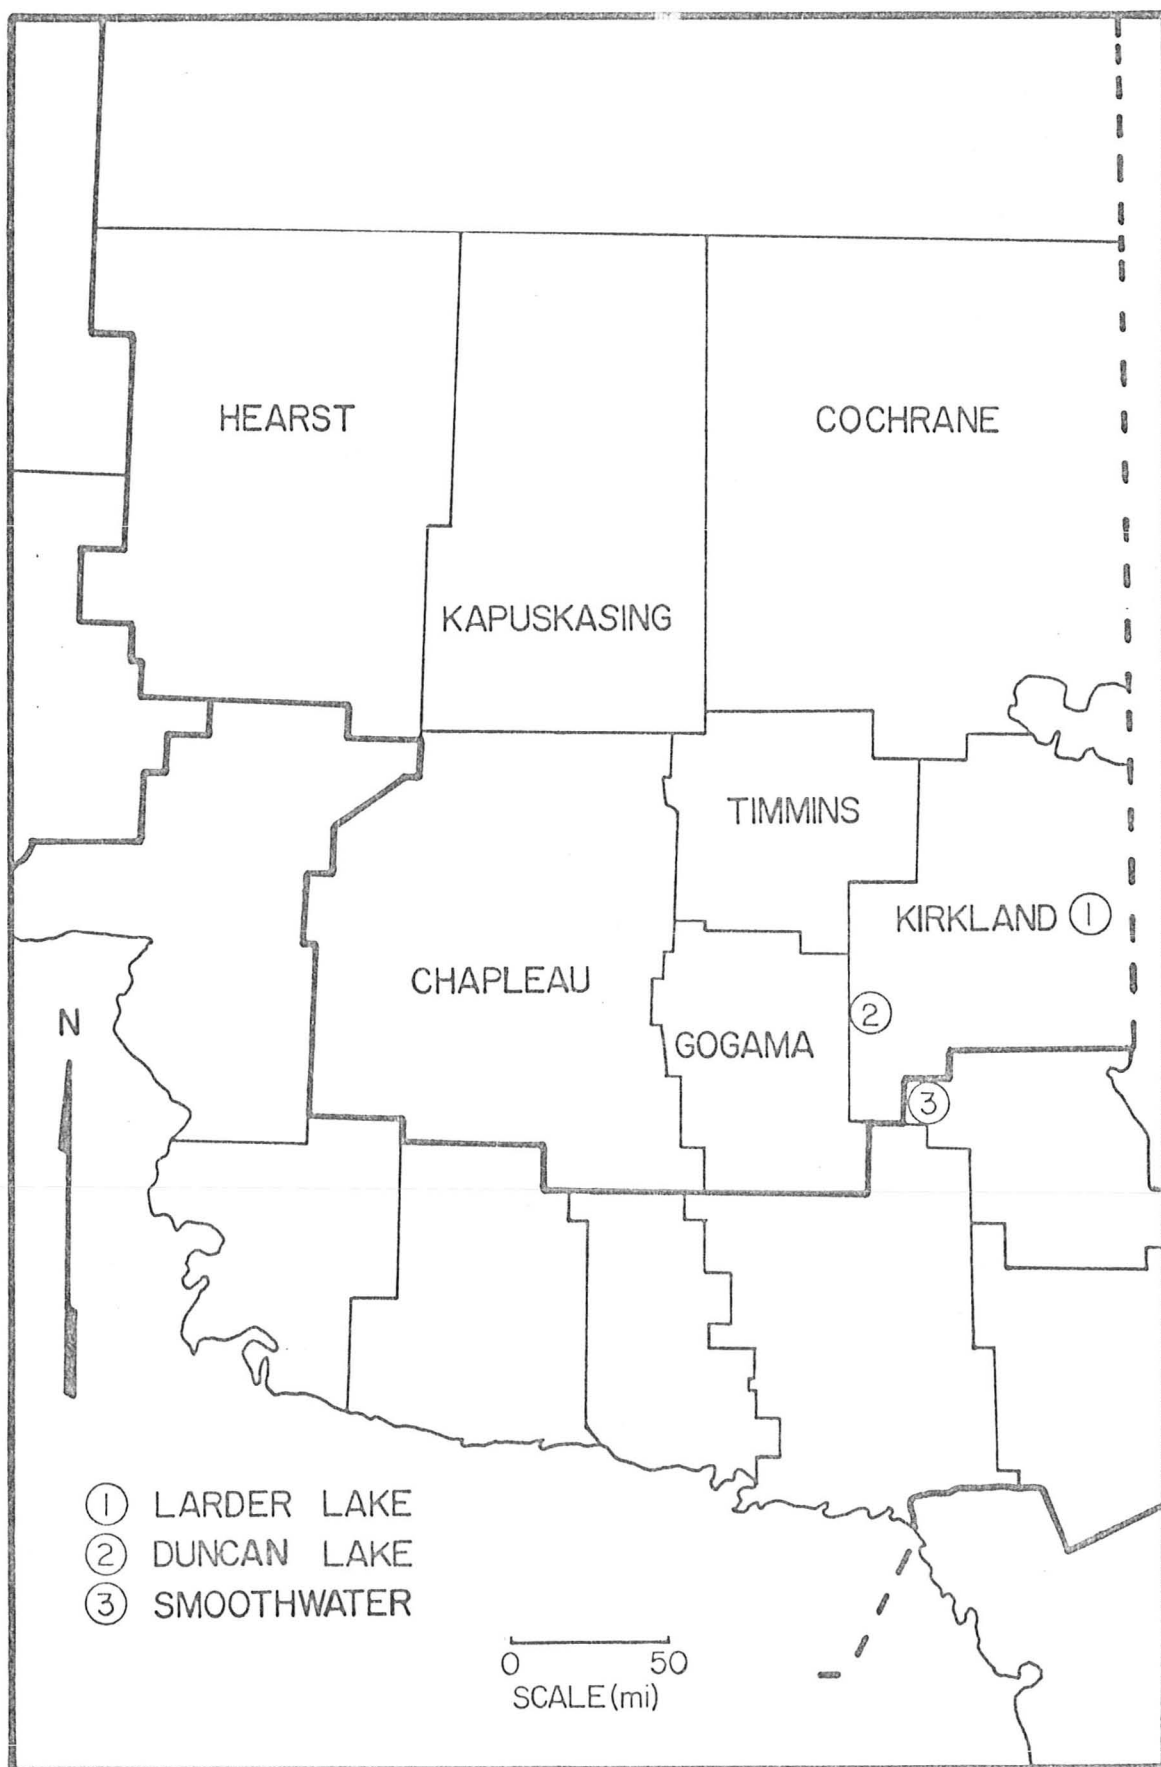 HEARST
COCHRANE
KAPUSKASING
TIMMINS
KIRKLAND ①
CHAPLEAU
②
GOGAMA
N
③
① LARDER LAKE
② DUNCAN LAKE
③ SMOOTHWATER
0 50
SCALE (mi)